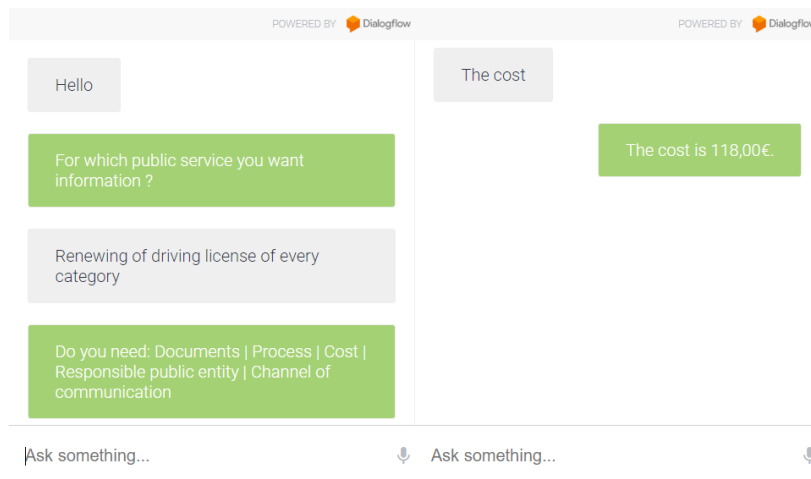 POWERED BY Dialogflow
Hello
For which public service you want
information ?
Renewing of driving license of every
category
Do you need: Documents | Process | Cost |
Responsible public entity | Channel of
communication
Ask something...
POWERED BY Dialogflow
The cost
The cost is 118,00€.
Ask something...